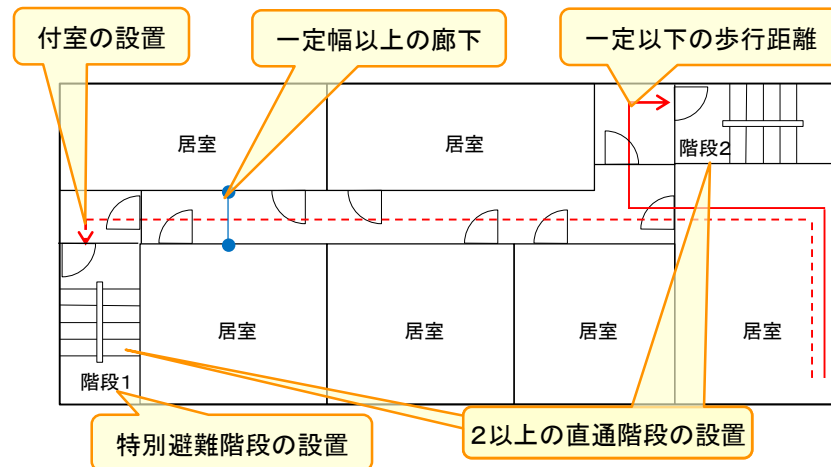 付室の設置
一定幅以上の廊下
一定以下の歩行距離
居室
居室
階段2
居室
居室
居室
居室
階段1
特別避難階段の設置
2以上の直通階段の設置